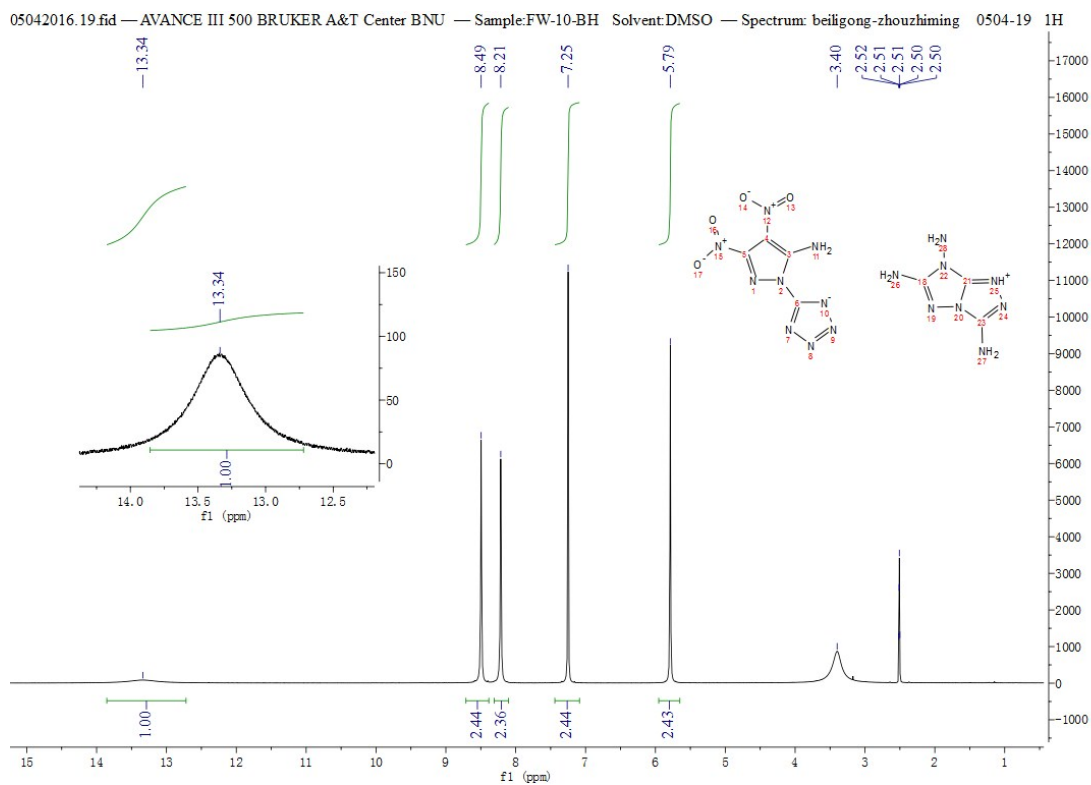 05042016.19.fid — AVANCE III 500 BRUKER A&T Center BNU — Sample:FW-10-BH Solvent:DMSO — Spectrum: beiligong-zhouzhiming 0504-19 1H
13.34
8.49
8.21
7.25
5.79
3.40
2.52
2.51
2.51
2.50
2.50
17000
16000
15000
14000
13000
12000
11000
10000
9000
8000
7000
6000
5000
4000
3000
2000
1000
0
-1000
13.34
150
100
50
0
1.00
14.0 13.5 13.0 12.5
f1 (ppm)
O- N+ O
14 12 13
O
16
N+ NH2
15 5 4 3 11
O-
17
N N
1 2
6 N-
10
N N N
7 8 9
H2N
28
H2N N NH+
26 18 22 21 25
N N N
19 20 23 24
NH2
27
1.00
2.44
2.36
2.44
2.43
15 14 13 12 11 10 9 8 7 6 5 4 3 2 1
f1 (ppm)